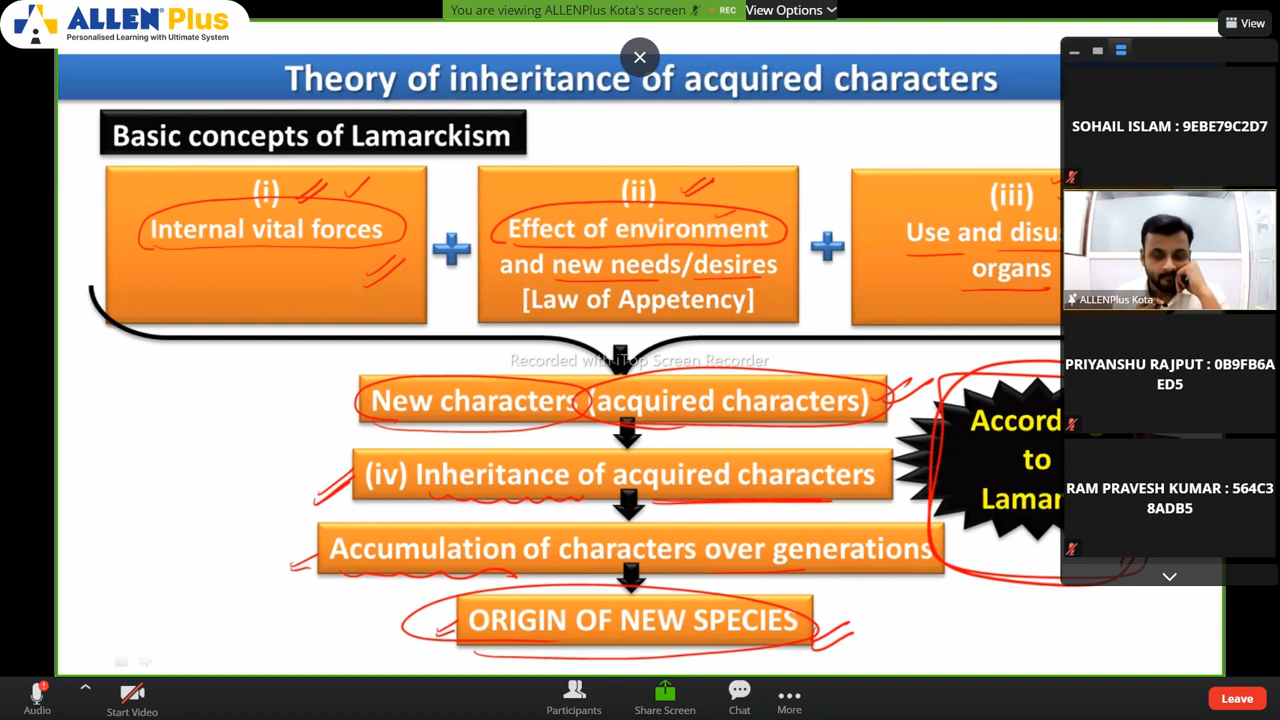 ALLEN Plus
Personalised Learning with Ultimate System
You are viewing ALLENPlus Kota's screen
REC
View Options
View
Theory of inheritance of acquired characters
Basic concepts of Lamarckism
(i)
Internal vital forces
(ii)
Effect of environment
and new needs/desires
[Law of Appetency]
(iii)
Use and disu
organs
SOHAIL ISLAM : 9EBE79C2D7
ALLENPlus Kota
PRIYANSHU RAJPUT : 0B9FB6A
ED5
RAM PRAVESH KUMAR : 564C3
8ADB5
Recorded with iTop Screen Recorder
New characters (acquired characters)
(iv) Inheritance of acquired characters
Accumulation of characters over generations
ORIGIN OF NEW SPECIES
Accord
to
Lamar
Audio
Start Video
Participants
Share Screen
Chat
More
Leave